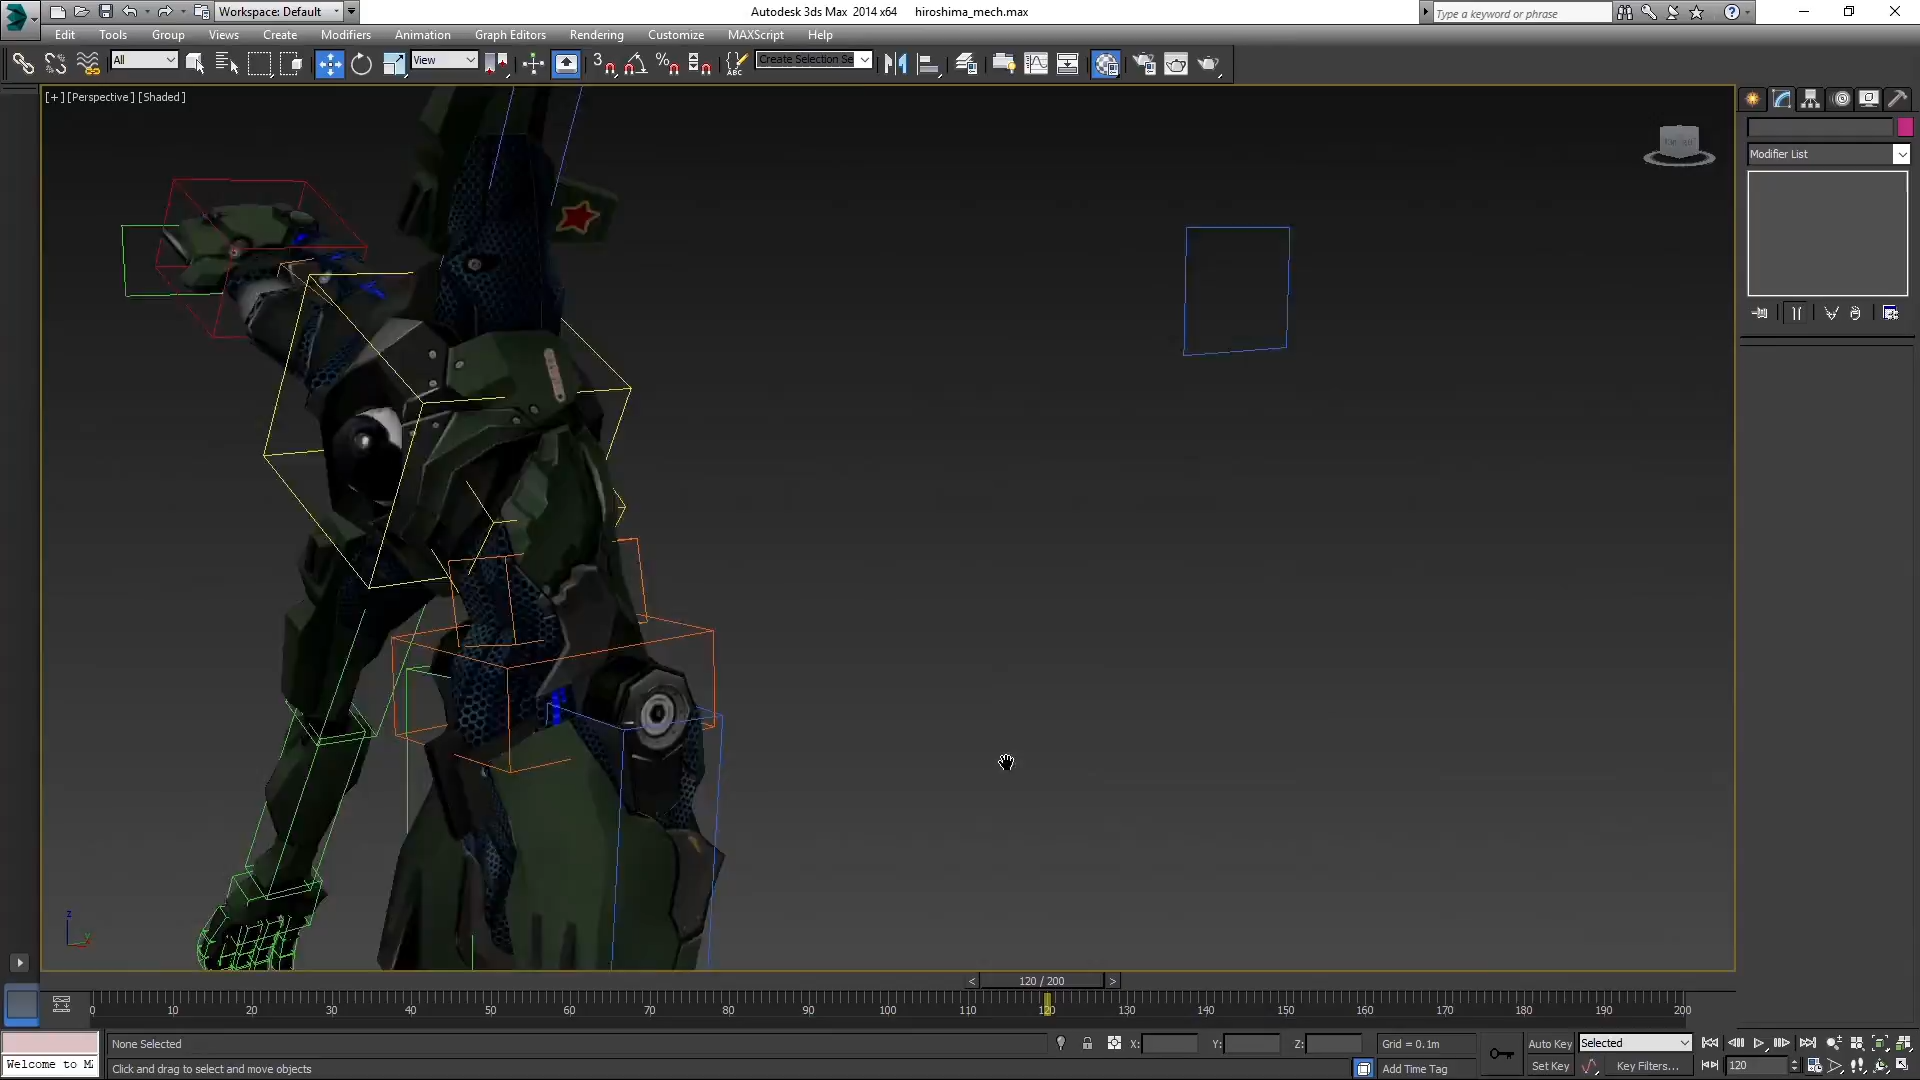 Workspace: Default
Autodesk 3ds Max 2014 x64 hiroshima_mech.max
Type a keyword or phrase
Edit Tools Group Views Create Modifiers Animation Graph Editors Rendering Customize MAXScript Help
All
View
Create Selection Se
[+] [Perspective] [Shaded]
Modifier List
z
120 / 200
0 10 20 30 40 50 60 70 80 90 100 110 120 130 140 150 160 170 180 190 200
None Selected
X: Y: Z:
Grid = 0.1m
Auto Key
Selected
Welcome to M
Click and drag to select and move objects
Add Time Tag
Set Key
Key Filters...
120